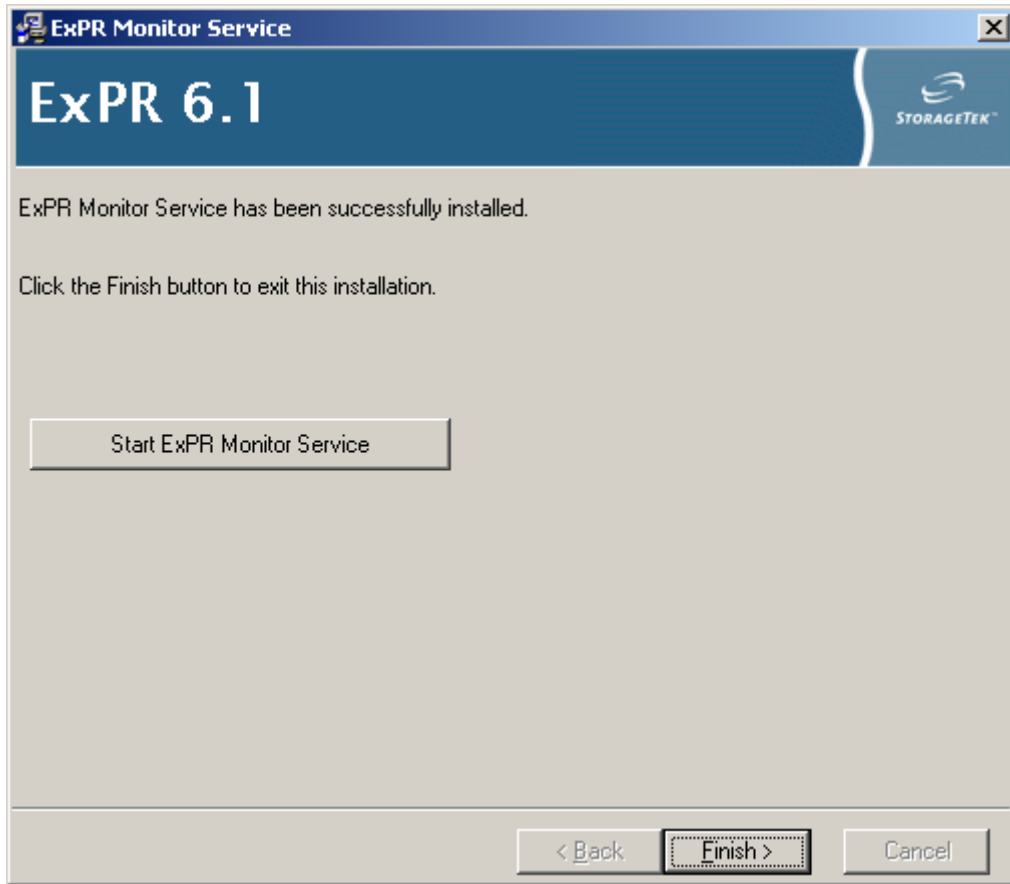 ExPR Monitor Service
ExPR 6.1
STORAGETEK™
ExPR Monitor Service has been successfully installed.
Click the Finish button to exit this installation.
Start ExPR Monitor Service
< Back
Finish >
Cancel